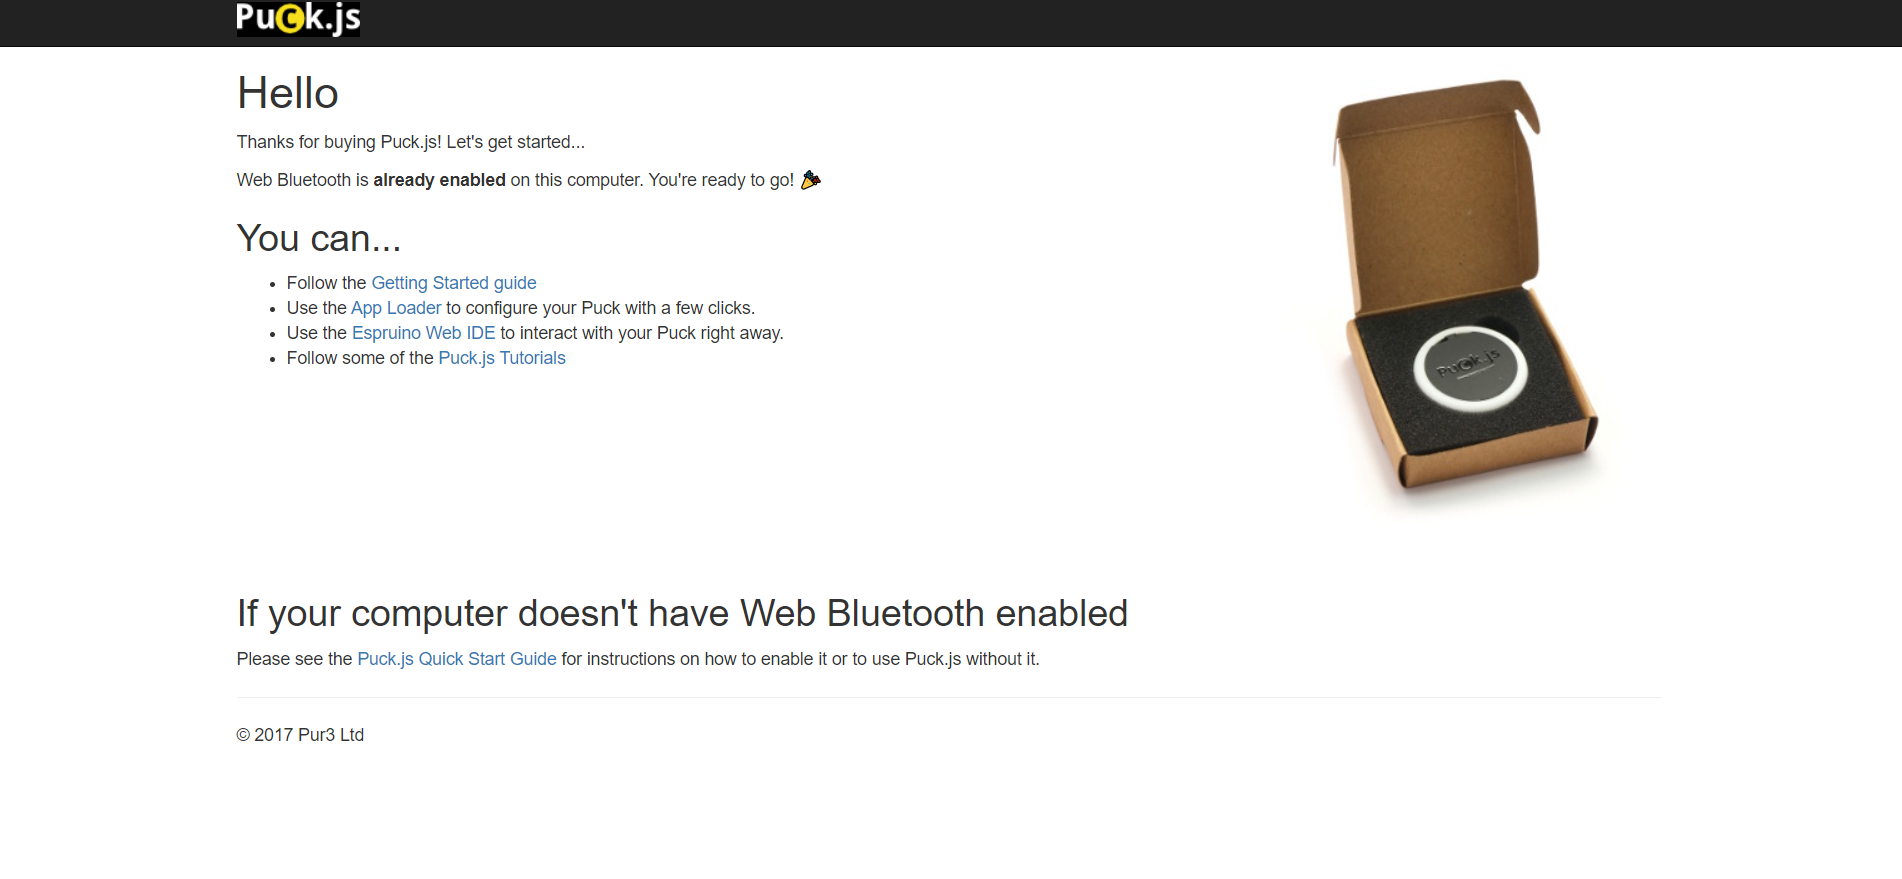 Puck.js
Hello
Thanks for buying Puck.js! Let's get started...
Web Bluetooth is already enabled on this computer. You're ready to go! 🎉
You can...
• Follow the Getting Started guide
• Use the App Loader to configure your Puck with a few clicks.
• Use the Espruino Web IDE to interact with your Puck right away.
• Follow some of the Puck.js Tutorials
Puck.js
If your computer doesn't have Web Bluetooth enabled
Please see the Puck.js Quick Start Guide for instructions on how to enable it or to use Puck.js without it.
© 2017 Pur3 Ltd